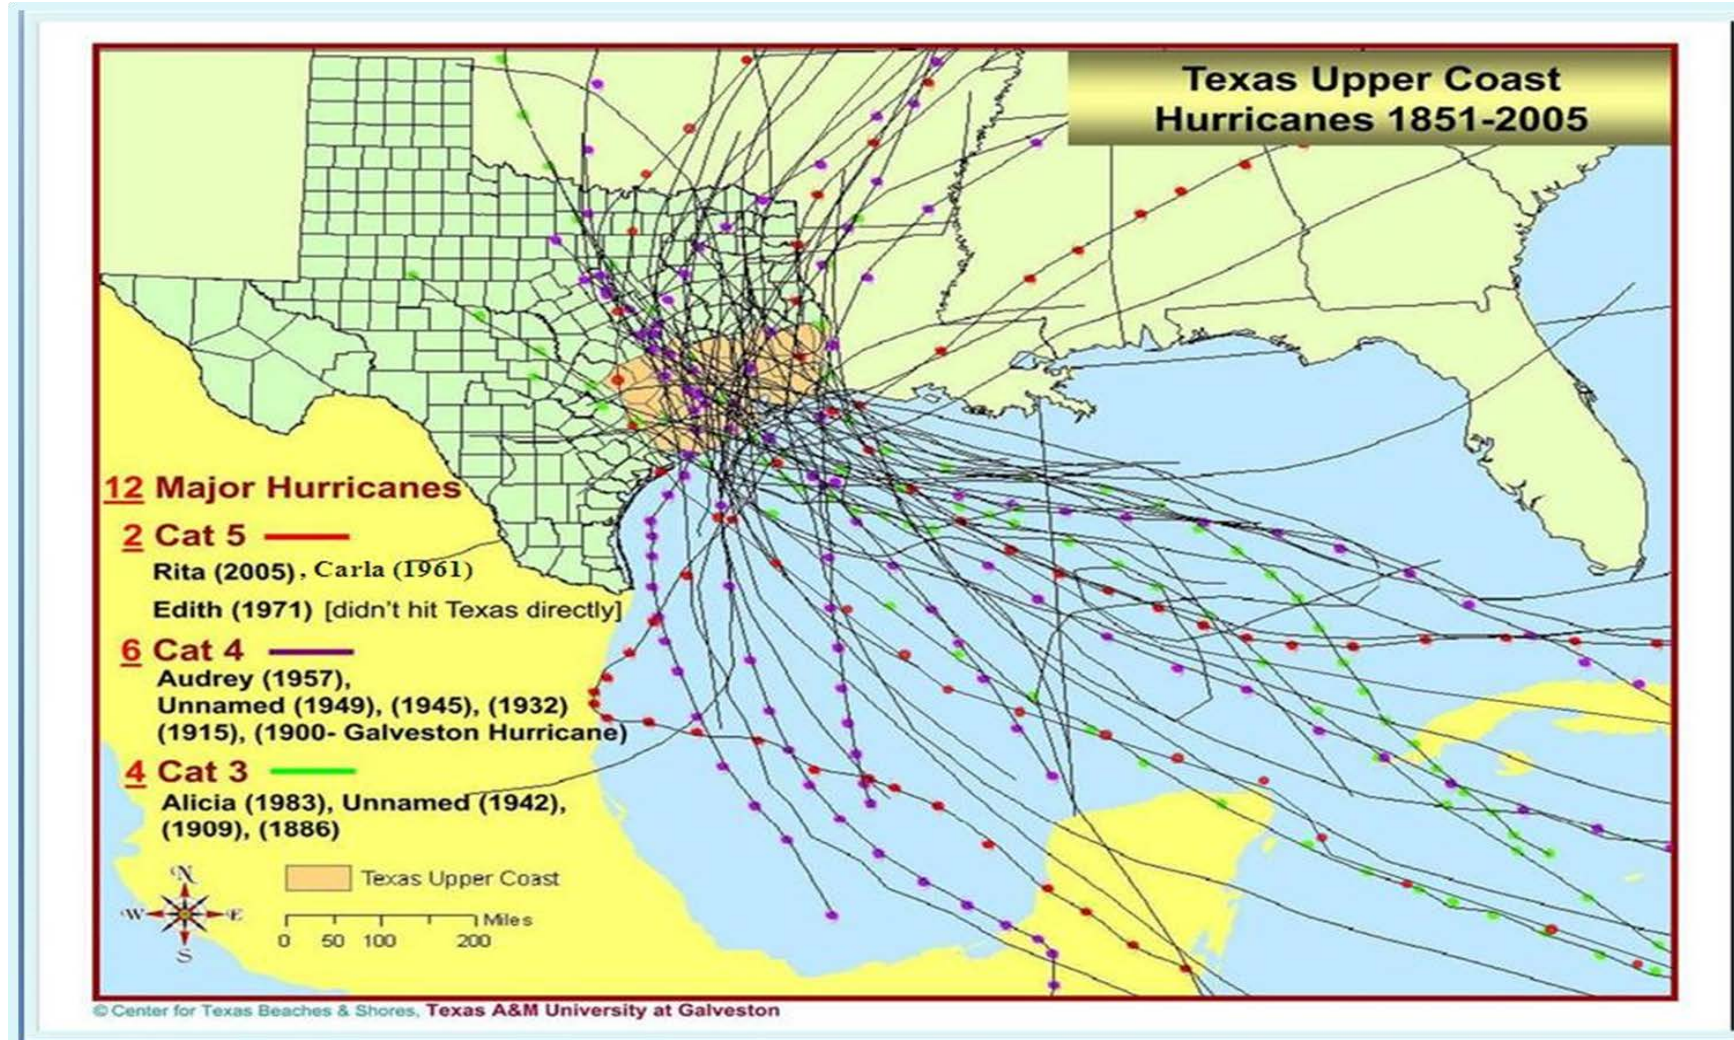 Texas Upper Coast
Hurricanes 1851-2005
12 Major Hurricanes
2 Cat 5
Rita (2005), Carla (1961)
Edith (1971) [didn't hit Texas directly]
6 Cat 4
Audrey (1957),
Unnamed (1949), (1945), (1932)
(1915), (1900- Galveston Hurricane)
4 Cat 3
Alicia (1983), Unnamed (1942),
(1909), (1886)
N
W E
S
Texas Upper Coast
Miles
0 50 100 200
© Center for Texas Beaches & Shores, Texas A&M University at Galveston